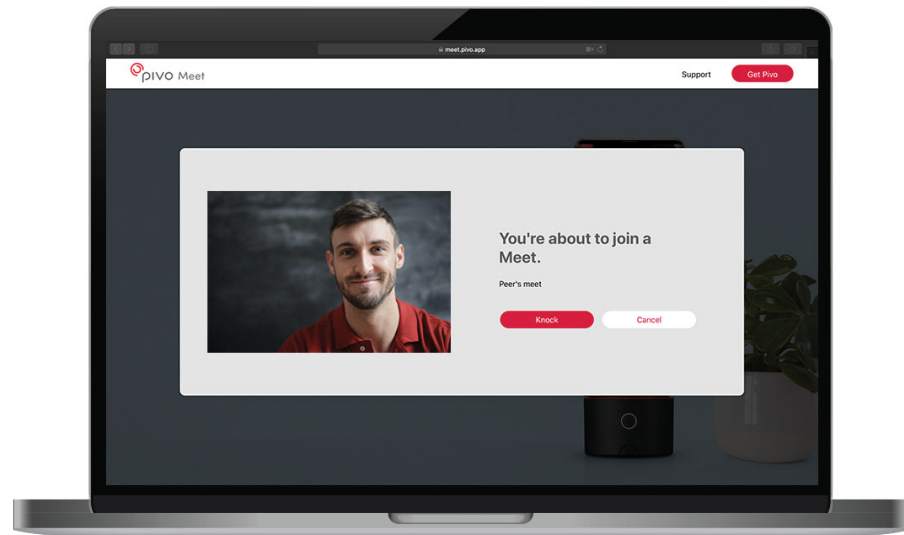 meet.pivo.app
pivo Meet
Support
Get Pivo
You're about to join a
Meet.
Peer's meet
Knock
Cancel